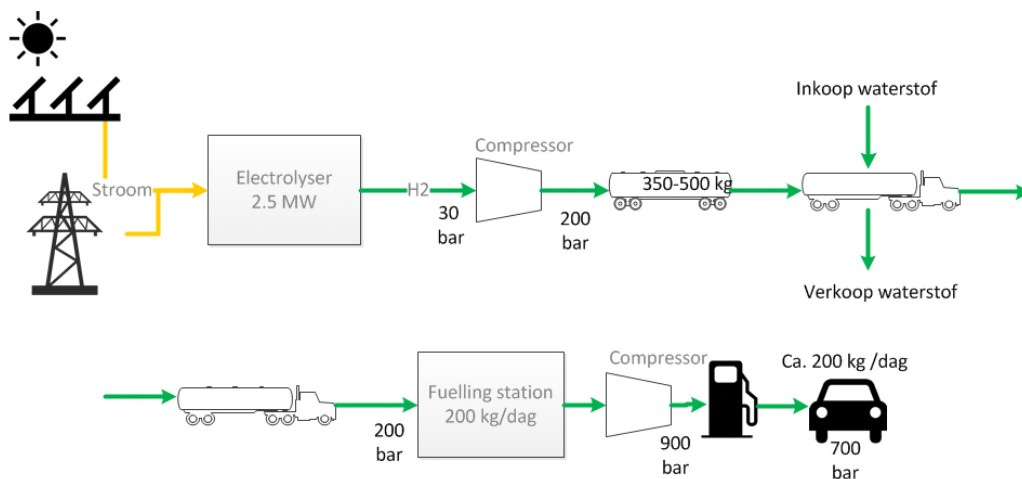 Inkoop waterstof
Compressor
Stroom
Electrolyser
2.5 MW
H2
350-500 kg
30
bar
200
bar
Verkoop waterstof
Compressor
Ca. 200 kg /dag
Fuelling station
200 kg/dag
200
bar
900
bar
700
bar